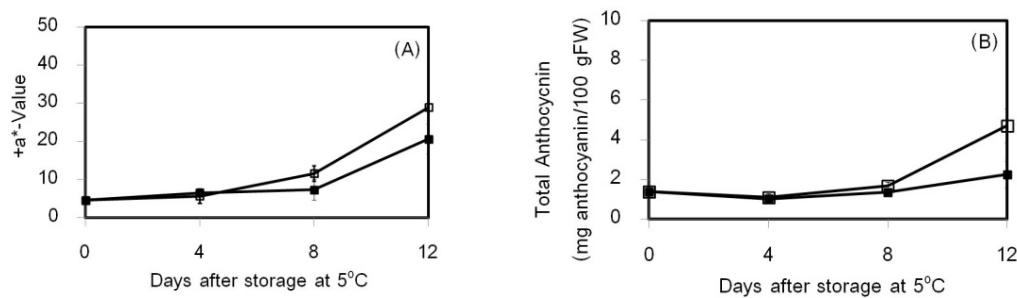 50
40
30
20
10
0
+a*-Value
(A)
0 4 8 12
Days after storage at 5°C
10
8
6
4
2
0
Total Anthocycnin
(mg anthocyanin/100 gFW)
(B)
0 4 8 12
Days after storage at 5°C